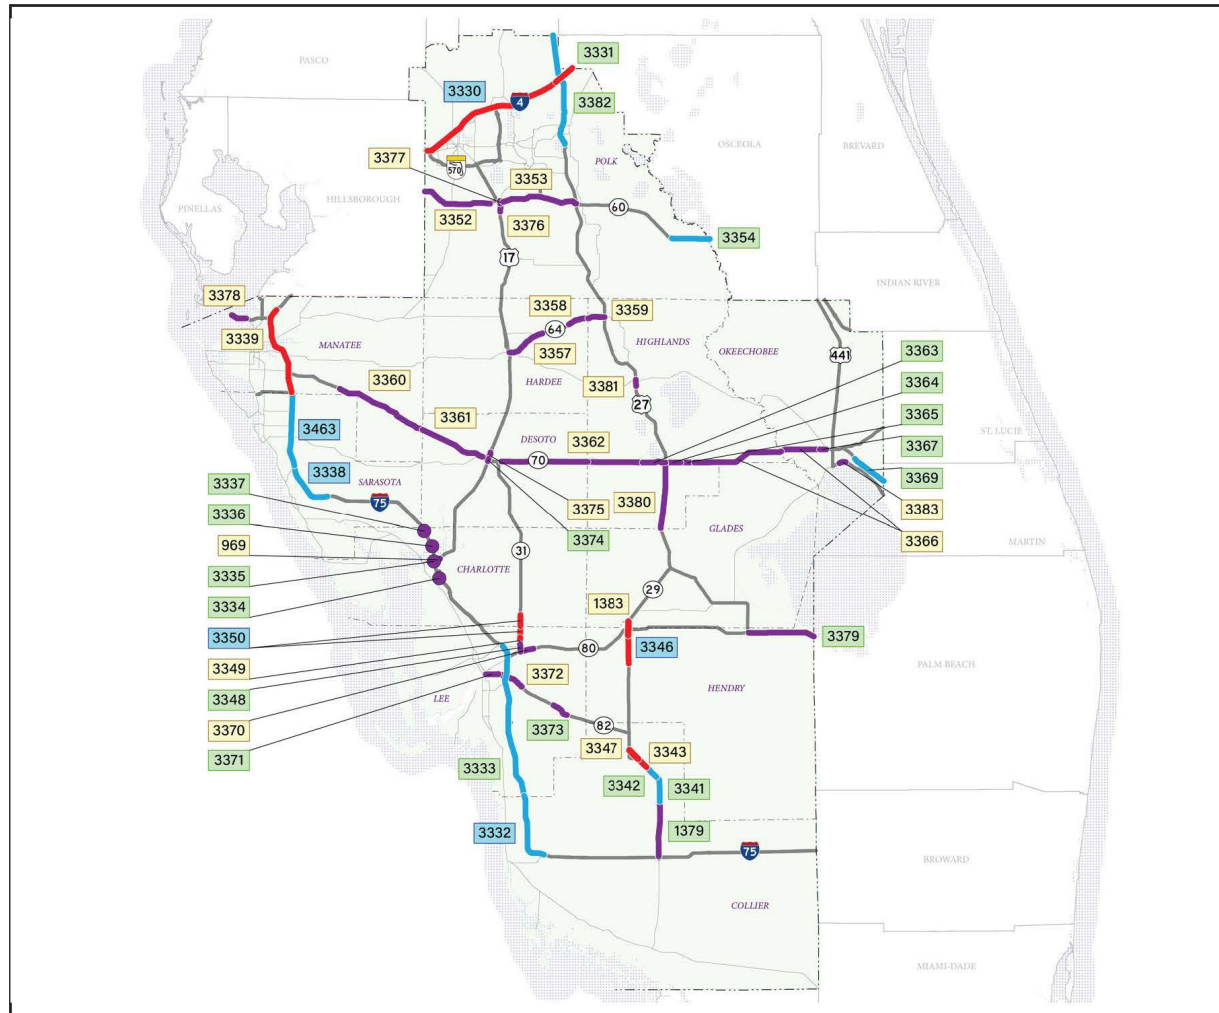 3331
PASCO
3330
4
3382
OSCEOLA
BREVARD
3377
570
POLK
3353
HILLSBOROUGH
PINELLAS
3352
3376
60
3354
17
INDIAN RIVER
3378
3358
3359
64
3339
MANATEE
3357
HIGHLANDS
OKEECHOBEE
441
3363
3360
HARDEE
3381
3364
27
3361
3365
3463
DESOTO
3362
ST. LUCIE
3367
70
3338
3369
SARASOTA
3337
75
3375
3380
3383
3336
3374
GLADES
3366
969
31
MARTIN
3335
CHARLOTTE
29
3334
1383
3350
80
3346
3379
3349
3372
PALM BEACH
3348
LEE
HENDRY
3370
3373
82
3371
3347
3343
3333
3342
3341
3332
1379
75
BROWARD
COLLIER
MIAMI-DADE